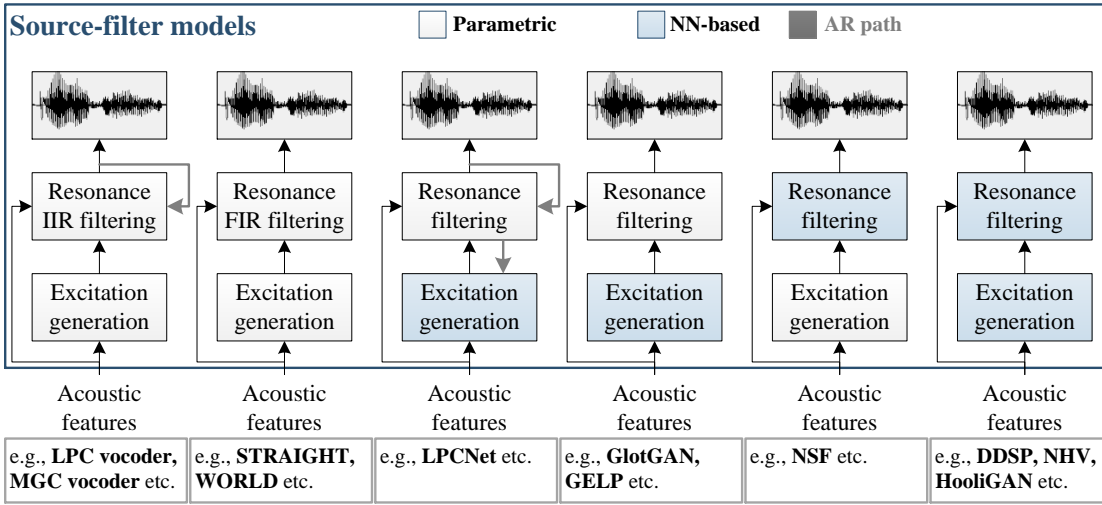 Source-filter models
Parametric
NN-based
AR path
Resonance
IIR filtering
Excitation
generation
Acoustic
features
e.g., LPC vocoder,
MGC vocoder etc.
Resonance
FIR filtering
Excitation
generation
Acoustic
features
e.g., STRAIGHT,
WORLD etc.
Resonance
filtering
Excitation
generation
Acoustic
features
e.g., LPCNet etc.
Resonance
filtering
Excitation
generation
Acoustic
features
e.g., GlotGAN,
GELP etc.
Resonance
filtering
Excitation
generation
Acoustic
features
e.g., NSF etc.
Resonance
filtering
Excitation
generation
Acoustic
features
e.g., DDSP, NHV,
HooliGAN etc.